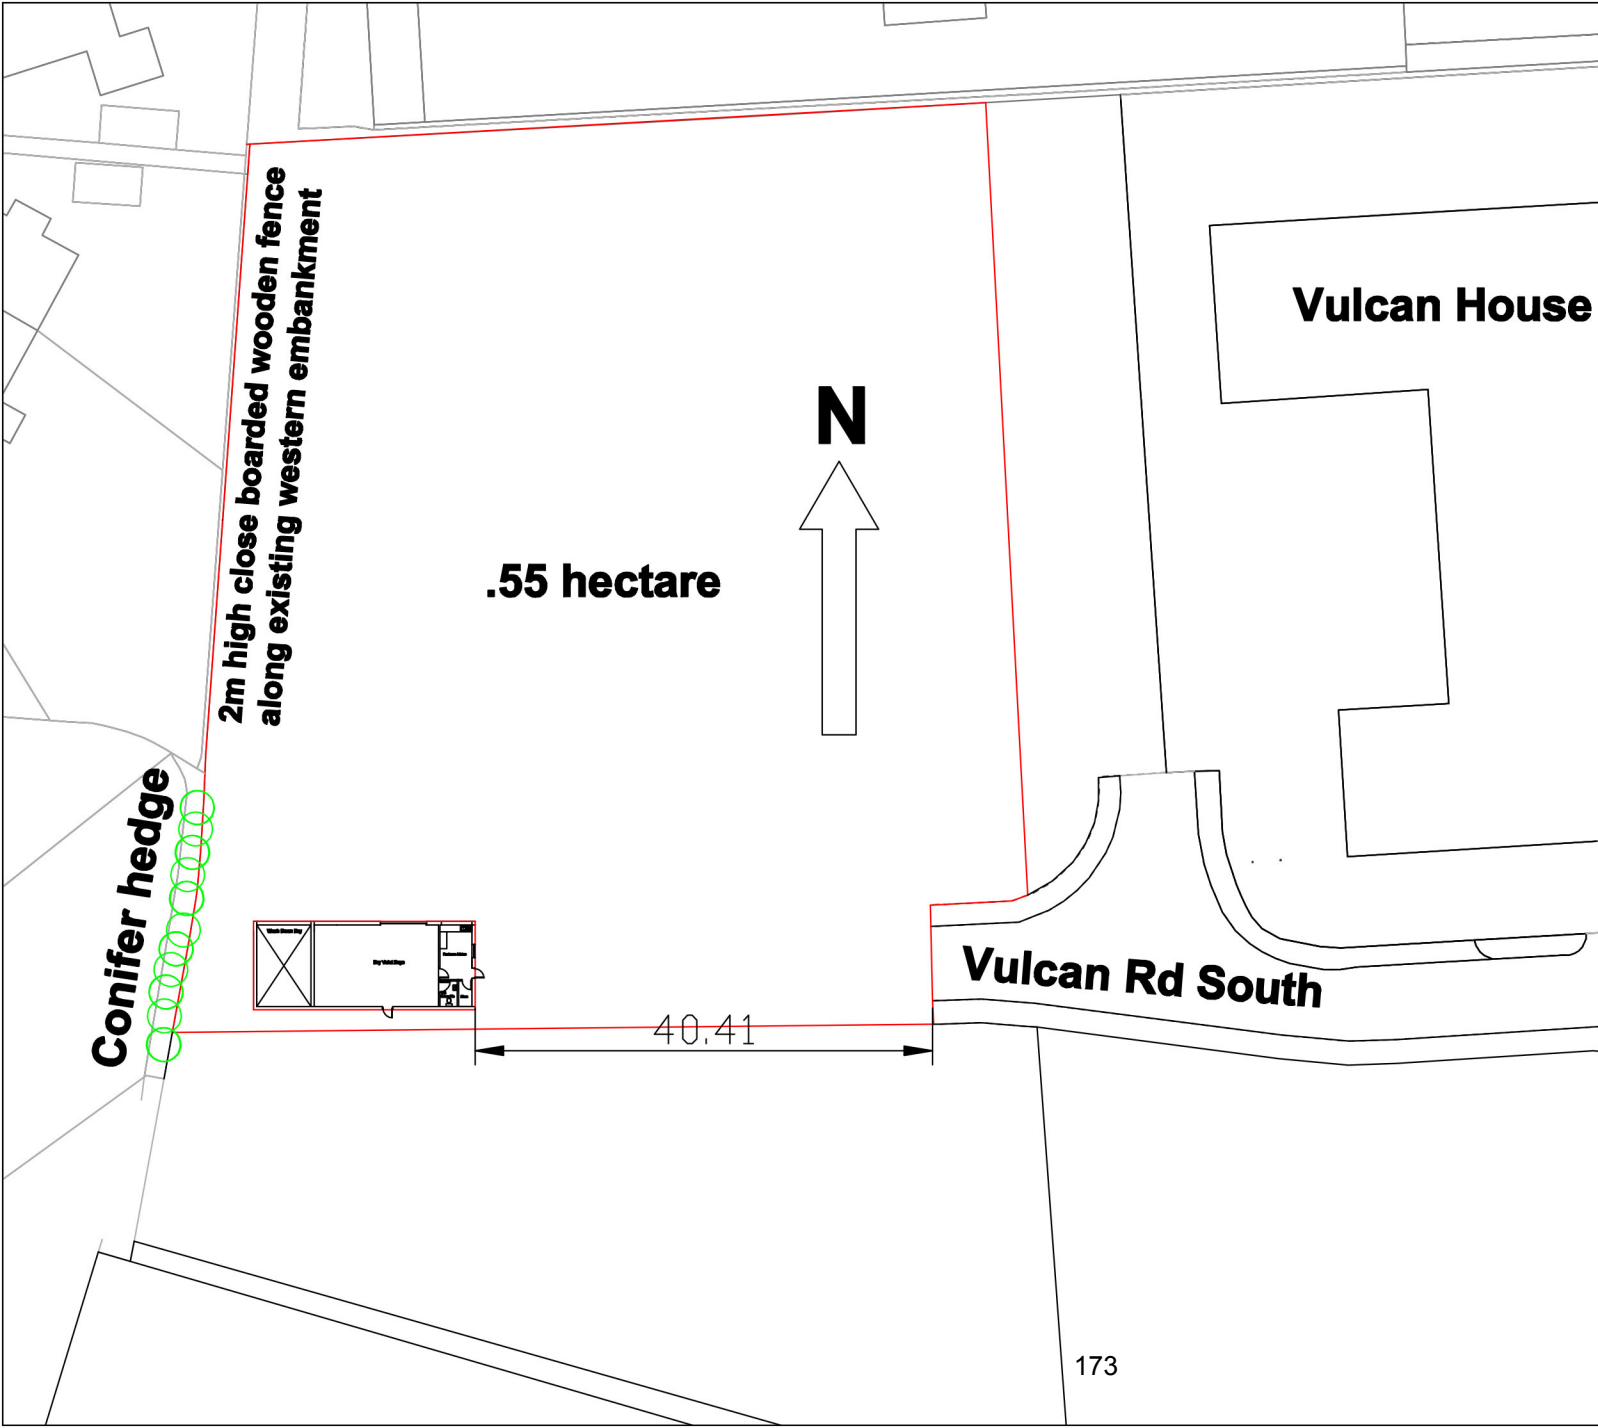 2m high close boarded wooden fence
along existing western embankment
Vulcan House
N
.55 hectare
Conifer hedge
Vulcan Rd South
40.41
173